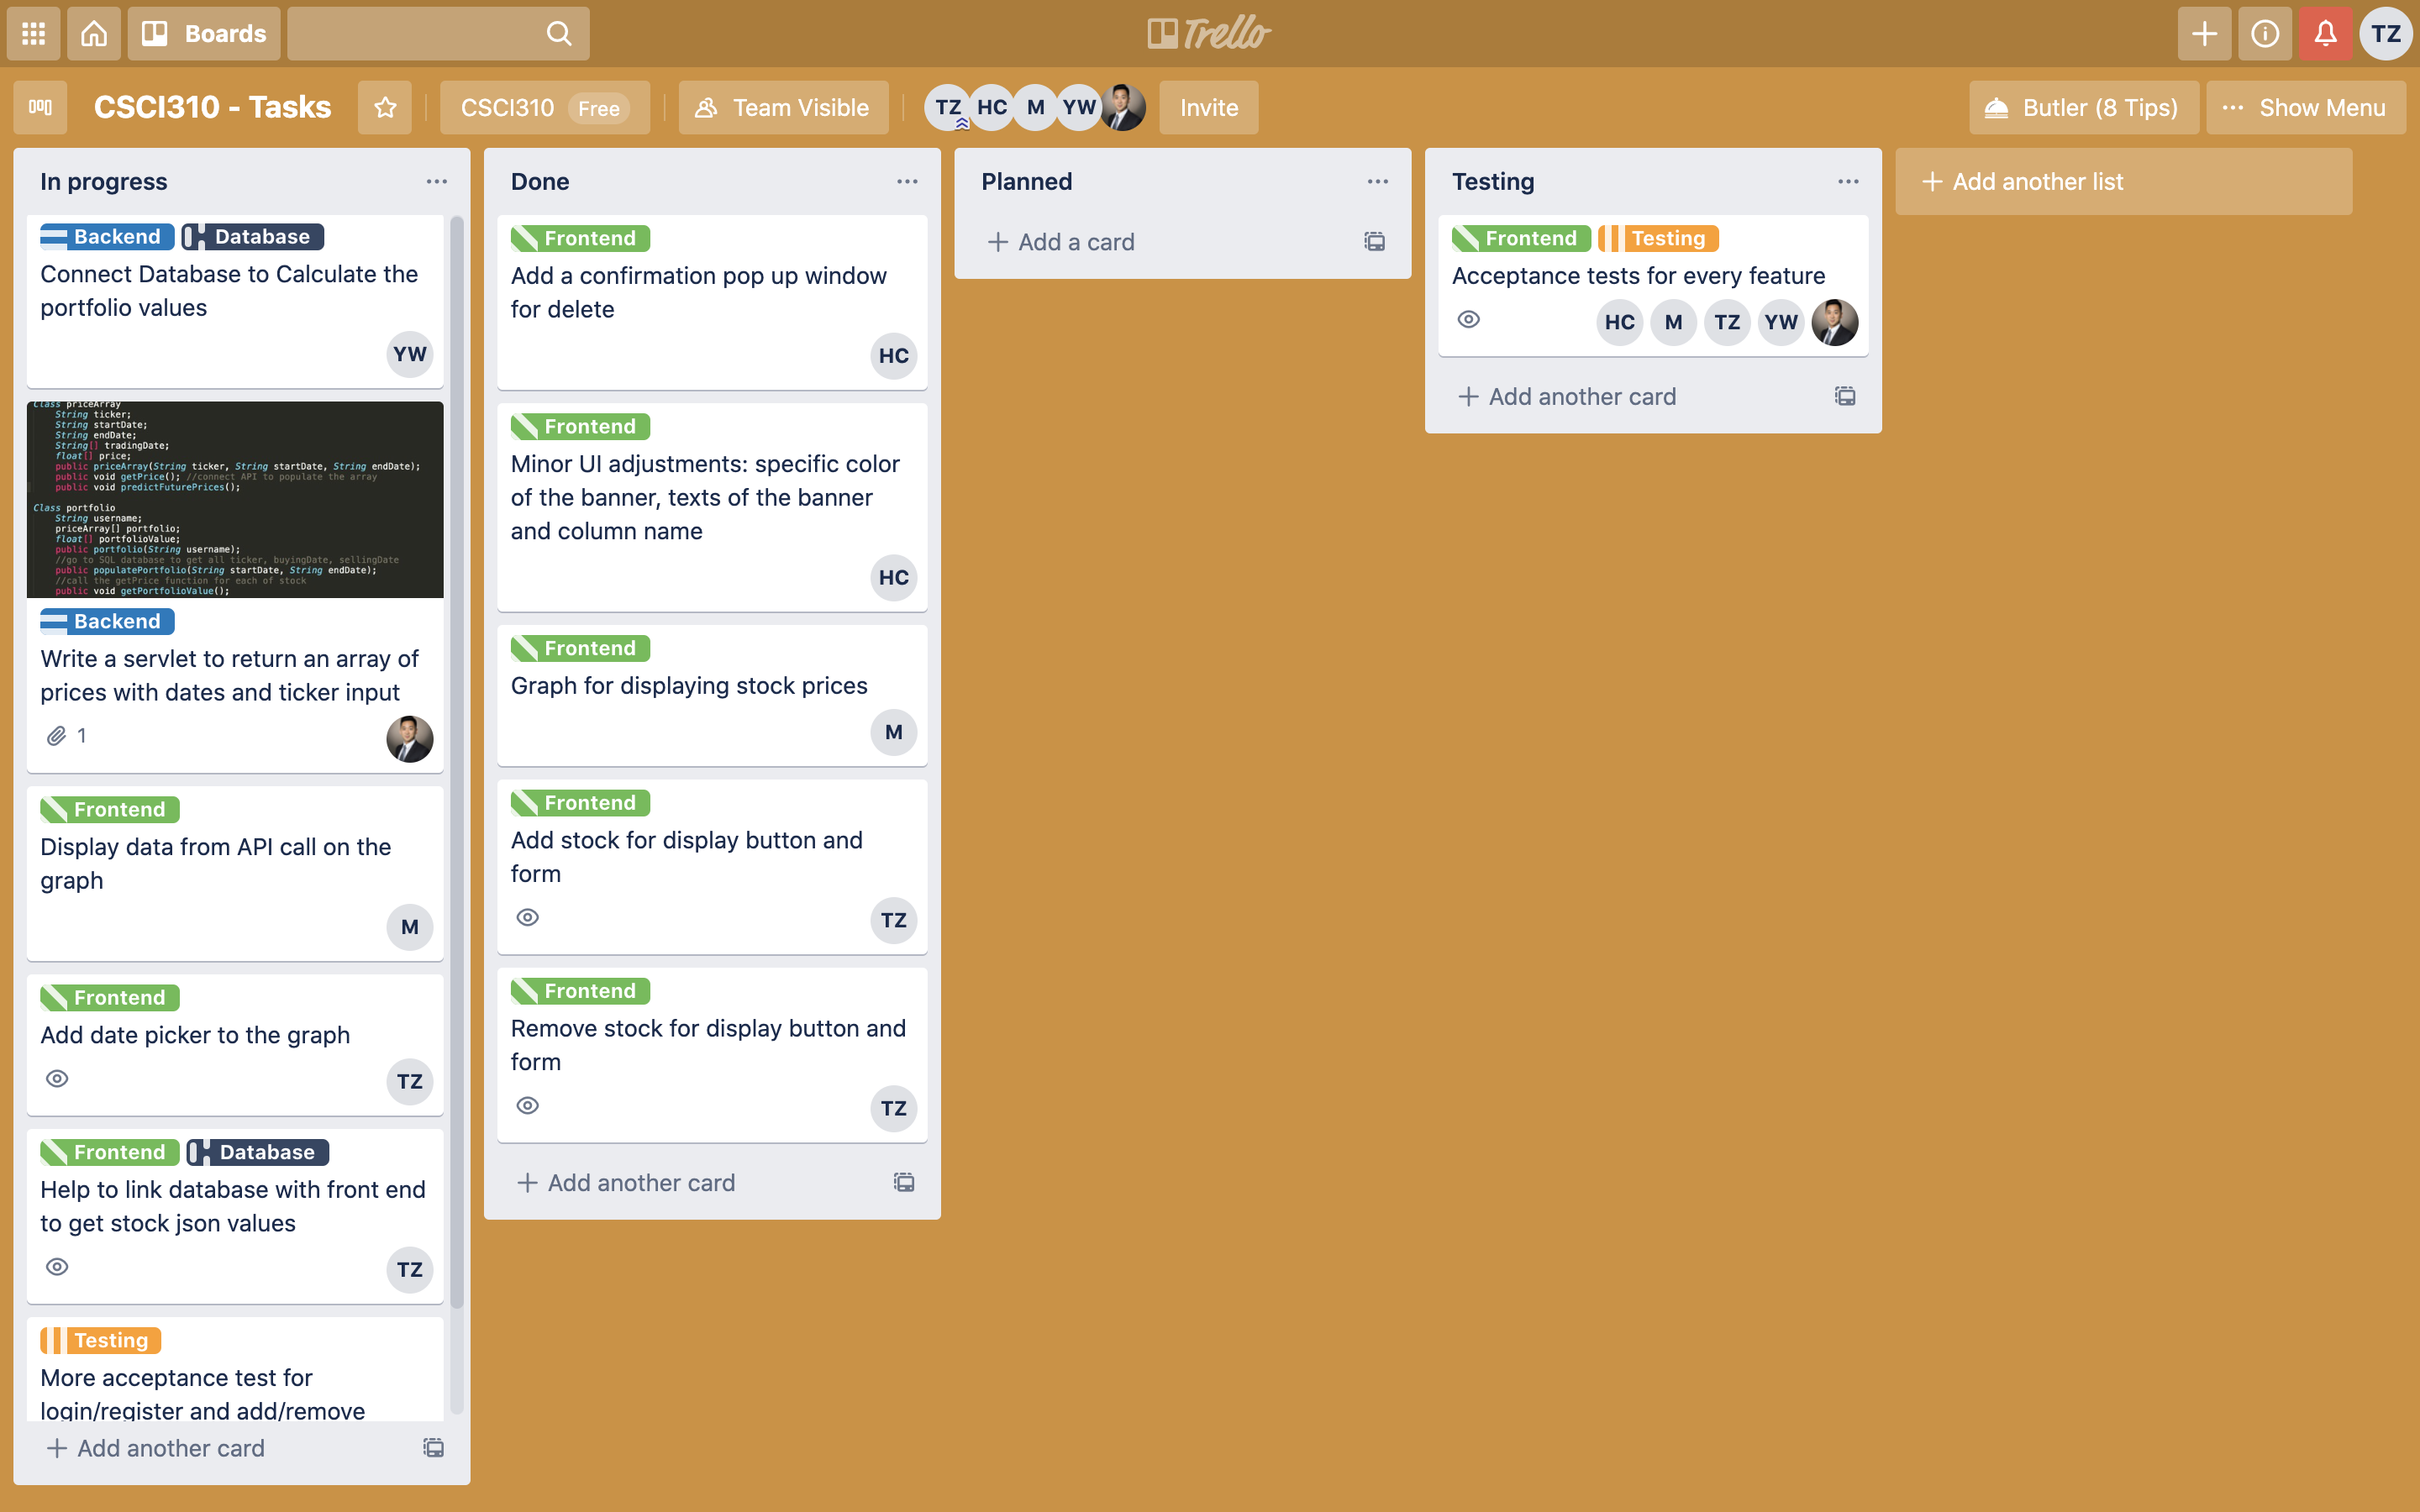 Boards
Trello
TZ
CSCI310 - Tasks
CSCI310 Free
Team Visible
TZ HC M YW
Invite
Butler (8 Tips)
Show Menu
In progress
Backend Database
Connect Database to Calculate the
portfolio values
YW
Class priceArray
String ticker;
String startDate;
String endDate;
String[] tradingDate;
float[] price;
public priceArray(String ticker, String startDate, String endDate);
public void getPrice(); //connect API to populate the array
public void predictFuturePrices();
Class portfolio
String username;
priceArray[] portfolio;
float[] portfolioValue;
public portfolio(String username);
//go to SQL database to get all ticker, buyingDate, sellingDate
public populatePortfolio(String startDate, String endDate);
//call the getPrice function for each of stock
public void getPortfolioValue();
Backend
Write a servlet to return an array of
prices with dates and ticker input
1
Frontend
Display data from API call on the
graph
M
Frontend
Add date picker to the graph
TZ
Frontend Database
Help to link database with front end
to get stock json values
TZ
Testing
More acceptance test for
login/register and add/remove
+ Add another card
Done
Frontend
Add a confirmation pop up window
for delete
HC
Frontend
Minor UI adjustments: specific color
of the banner, texts of the banner
and column name
HC
Frontend
Graph for displaying stock prices
M
Frontend
Add stock for display button and
form
TZ
Frontend
Remove stock for display button and
form
TZ
+ Add another card
Planned
+ Add a card
Testing
Frontend Testing
Acceptance tests for every feature
HC M TZ YW
+ Add another card
+ Add another list